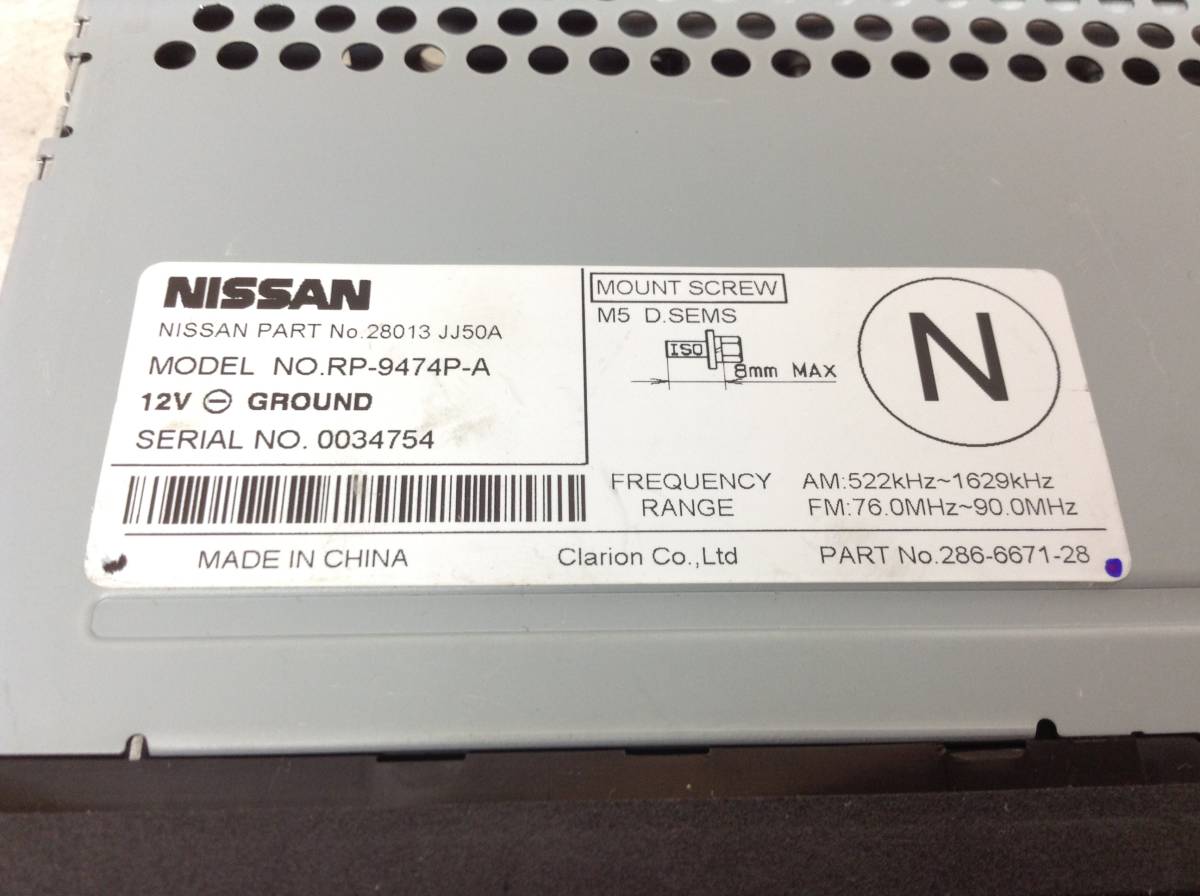 NISSAN
NISSAN PART No.28013 JJ50A
MODEL NO.RP-9474P-A
12V ⊖ GROUND
SERIAL NO. 0034754
MOUNT SCREW
M5 D.SEMS
ISO
8mm MAX
N
FREQUENCY RANGE
AM:522kHz~1629kHz
FM:76.0MHz~90.0MHz
MADE IN CHINA
Clarion Co.,Ltd
PART No.286-6671-28